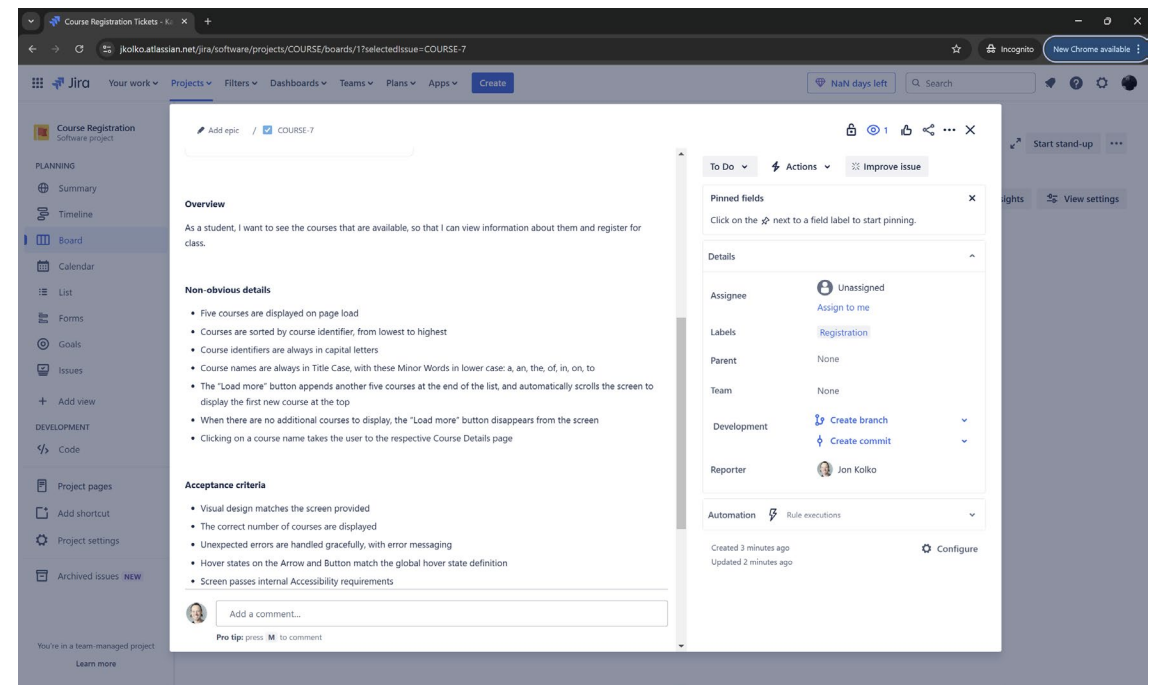 Course Registration Tickets - Ka
jkolko.atlassian.net/jira/software/projects/COURSE/boards/1?selectedIssue=COURSE-7
Incognito
New Chrome available
Jira
Your work
Projects
Filters
Dashboards
Teams
Plans
Apps
Create
NaN days left
Search
Course Registration
Software project
PLANNING
Summary
Timeline
Board
Calendar
List
Forms
Goals
Issues
+ Add view
DEVELOPMENT
Code
Project pages
Add shortcut
Project settings
Archived issues NEW
You're in a team-managed project
Learn more
Add epic / COURSE-7
1
Overview
As a student, I want to see the courses that are available, so that I can view information about them and register for
class.
Non-obvious details
• Five courses are displayed on page load
• Courses are sorted by course identifier, from lowest to highest
• Course identifiers are always in capital letters
• Course names are always in Title Case, with these Minor Words in lower case: a, an, the, of, in, on, to
• The "Load more" button appends another five courses at the end of the list, and automatically scrolls the screen to
display the first new course at the top
• When there are no additional courses to display, the "Load more" button disappears from the screen
• Clicking on a course name takes the user to the respective Course Details page
Acceptance criteria
• Visual design matches the screen provided
• The correct number of courses are displayed
• Unexpected errors are handled gracefully, with error messaging
• Hover states on the Arrow and Button match the global hover state definition
• Screen passes internal Accessibility requirements
Add a comment...
Pro tip: press M to comment
To Do
Actions
Improve issue
Pinned fields
Click on the next to a field label to start pinning.
Details
Assignee
Unassigned
Assign to me
Labels
Registration
Parent
None
Team
None
Development
Create branch
Create commit
Reporter
Jon Kolko
Automation
Rule executions
Created 3 minutes ago
Updated 2 minutes ago
Configure
Start stand-up
View settings